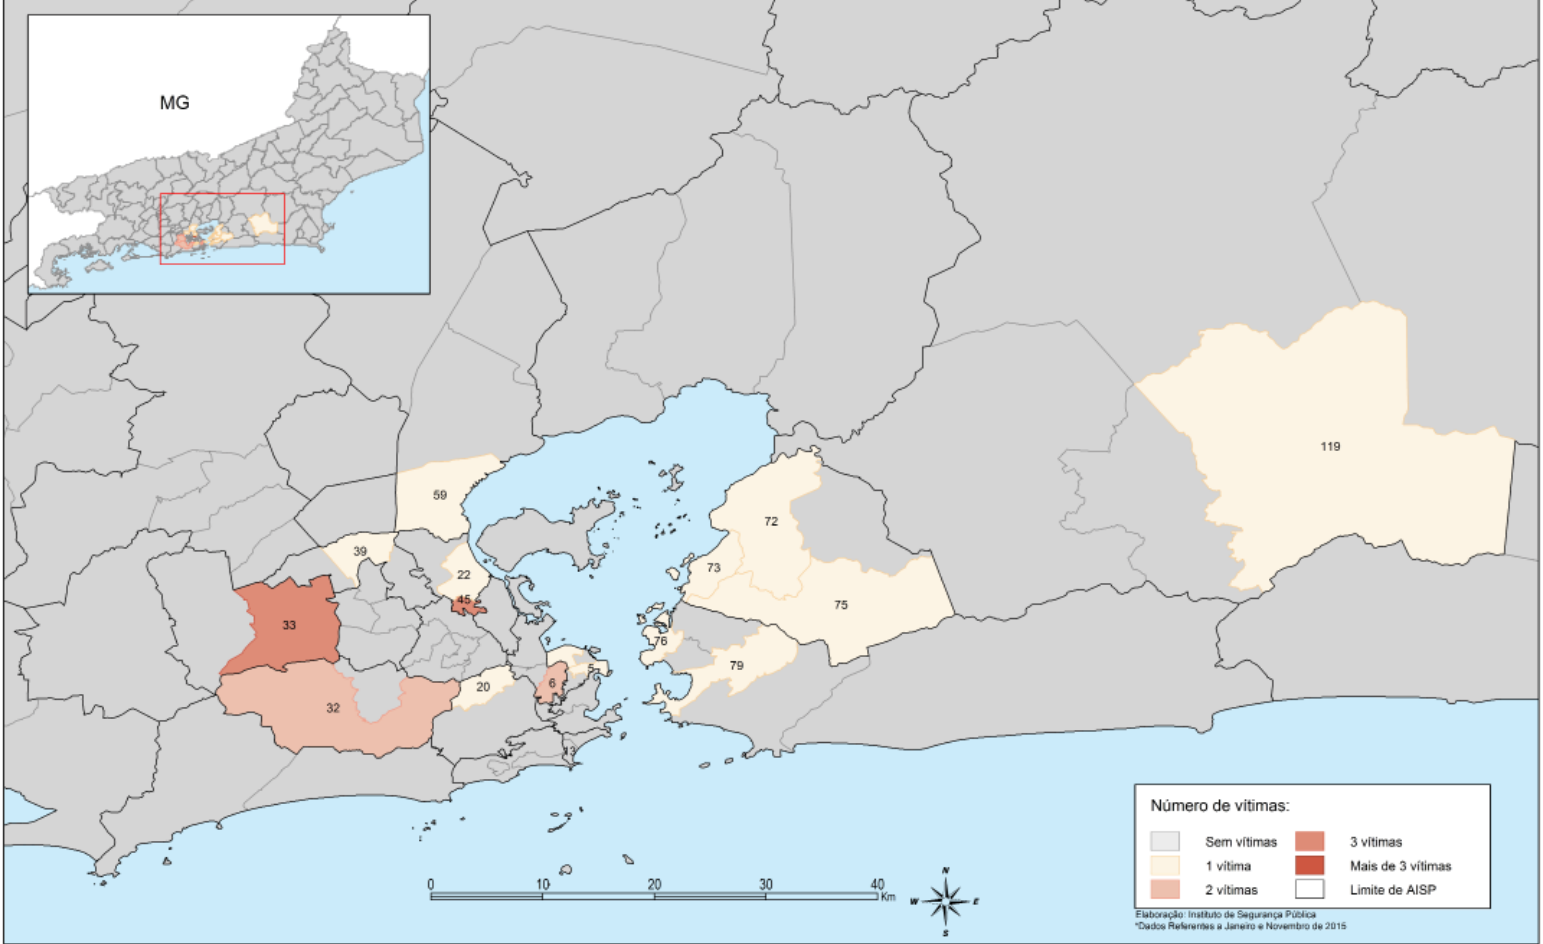 MG
119
59
72
39
22
73
45
75
33
76
79
5
6
20
32
13
Número de vítimas:
Sem vítimas
3 vítimas
1 vítima
Mais de 3 vítimas
2 vítimas
Limite de AISP
0 10 20 30 40
Km
N
W
E
S
Elaboração: Instituto de Segurança Pública
*Dados Referentes a Janeiro e Novembro de 2015